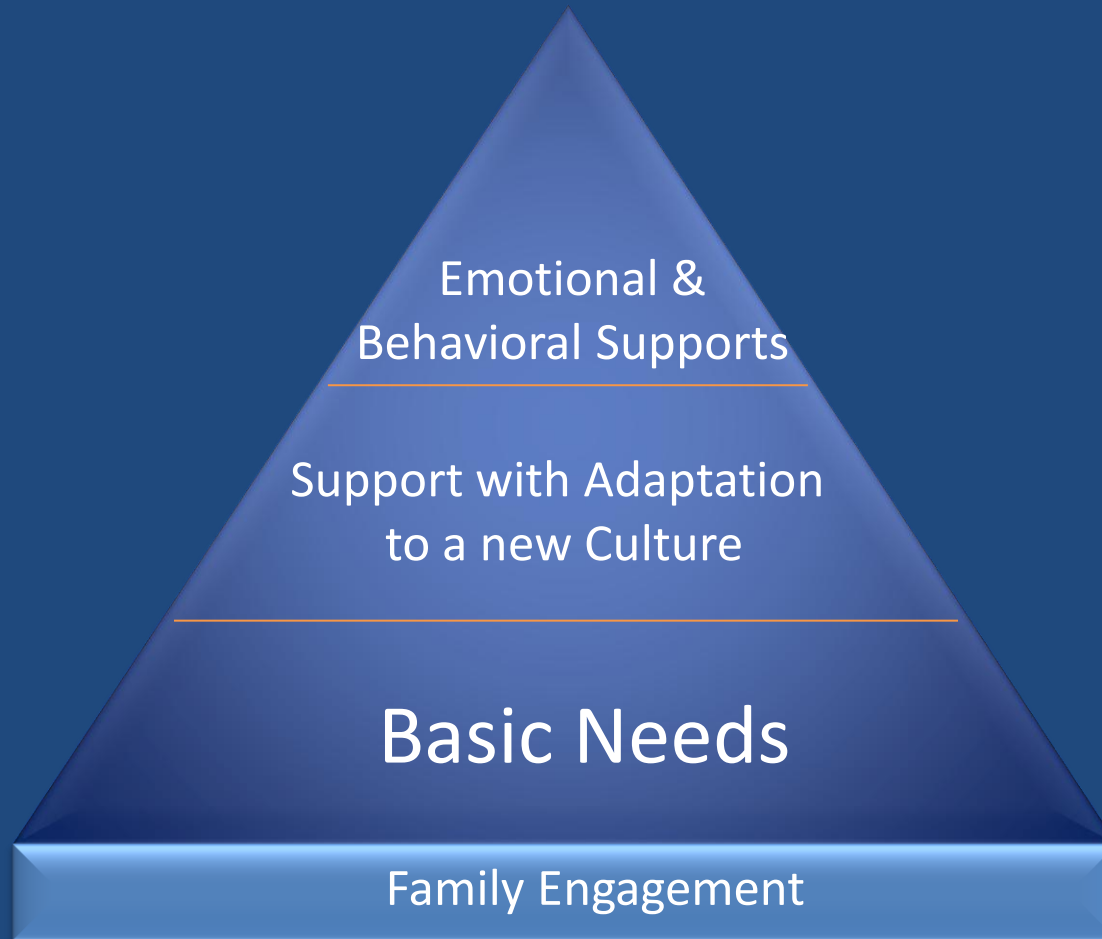 Emotional &
Behavioral Supports
Support with Adaptation
to a new Culture
Basic Needs
Family Engagement